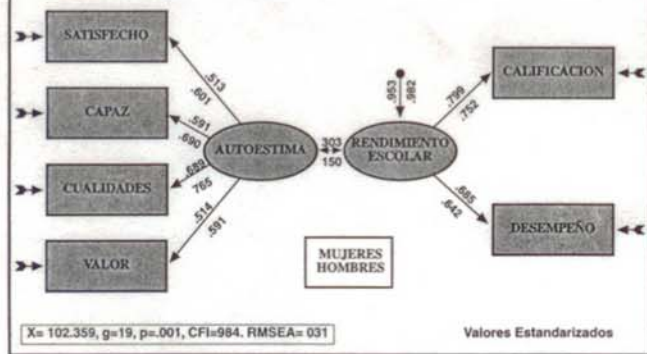 SATISFECHO
CAPAZ
CUALIDADES
VALOR
.513
.601
.591
.690
.689
765
.514
.591
AUTOESTIMA
303
150
.953
.982
RENDIMIENTO
ESCOLAR
.799
.752
.685
.642
CALIFICACION
DESEMPEÑO
MUJERES
HOMBRES
X= 102.359, g=19, p=.001, CFI=984. RMSEA= 031
Valores Estandarizados